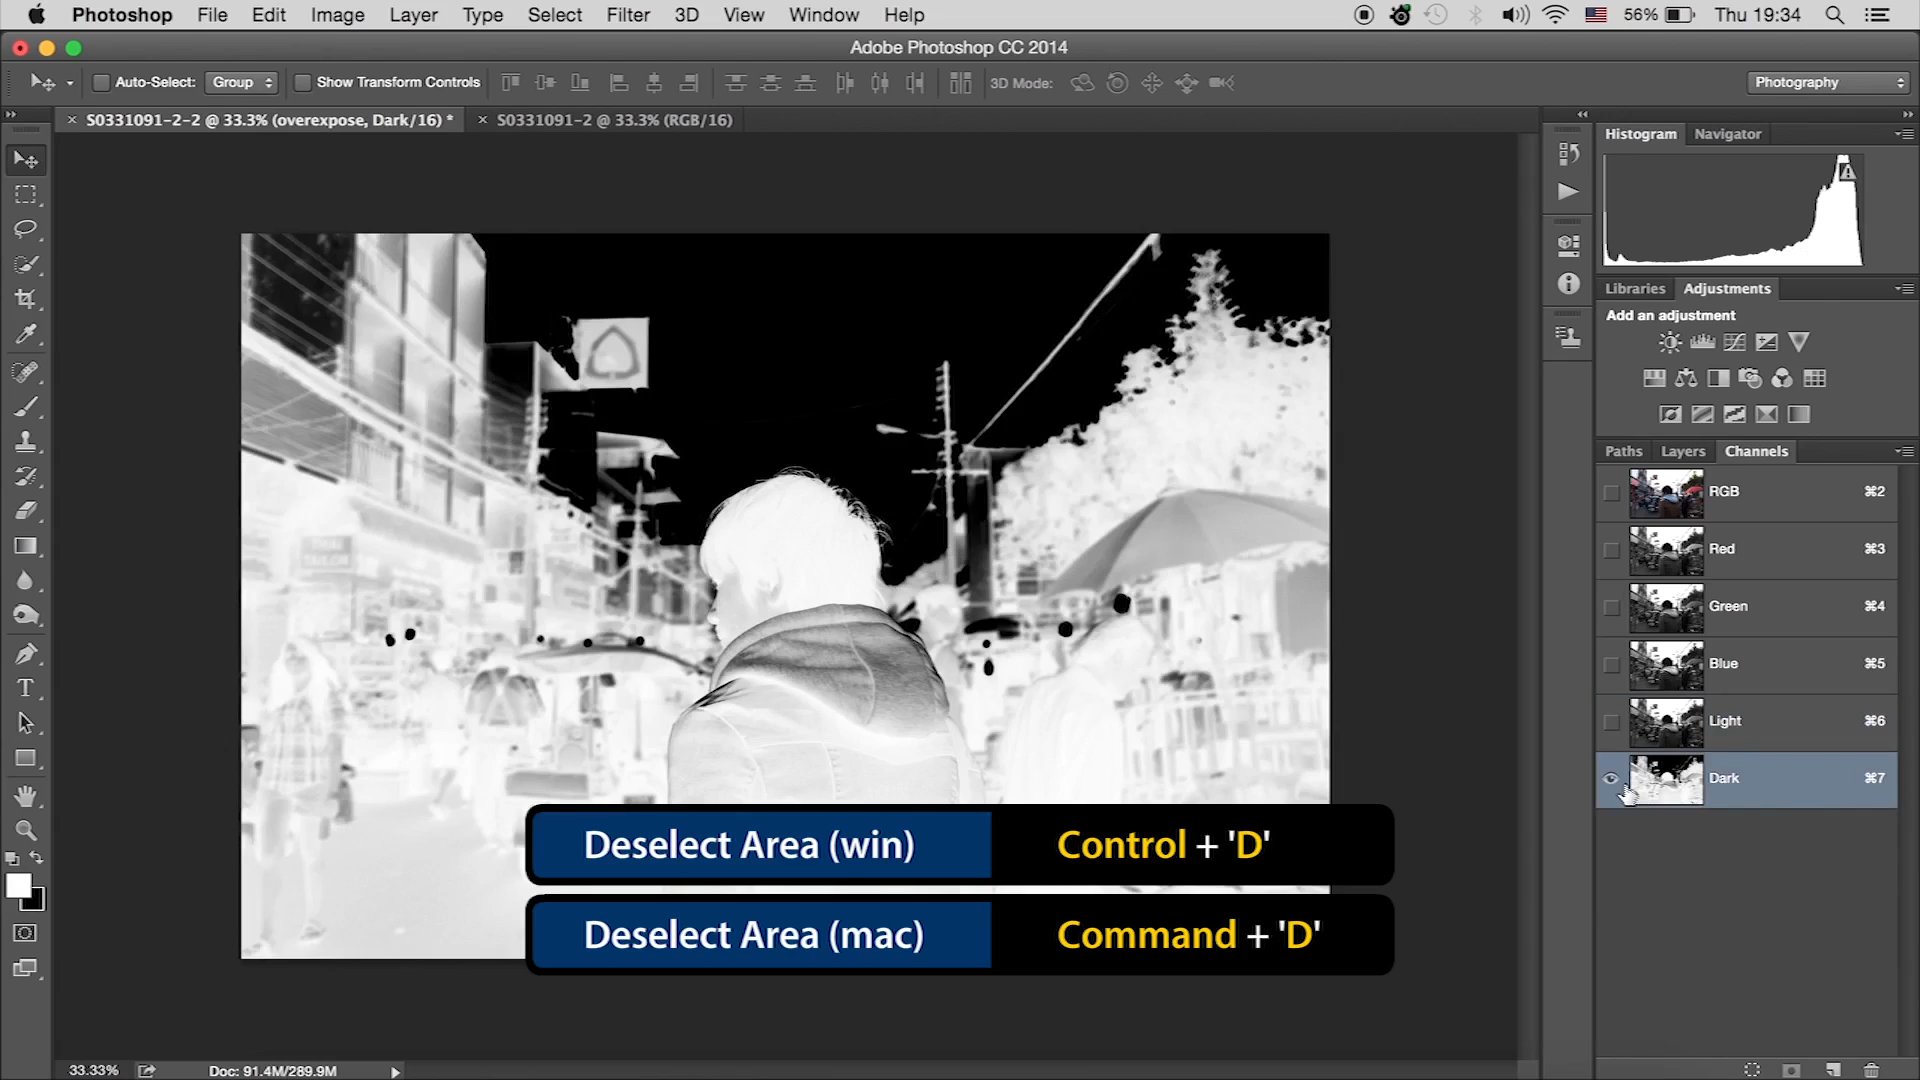 Photoshop File Edit Image Layer Type Select Filter 3D View Window Help 56% Thu 19:34
Adobe Photoshop CC 2014
Auto-Select: Group Show Transform Controls 3D Mode: Photography
× S0331091-2-2 @ 33.3% (overexpose, Dark/16) * × S0331091-2 @ 33.3% (RGB/16)
Histogram Navigator
Libraries Adjustments
Add an adjustment
Paths Layers Channels
RGB ⌘2
Red ⌘3
Green ⌘4
Blue ⌘5
Light ⌘6
Dark ⌘7
THAI
TAILOR
Deselect Area (win) Control + 'D'
Deselect Area (mac) Command + 'D'
33.33% Doc: 91.4M/289.9M